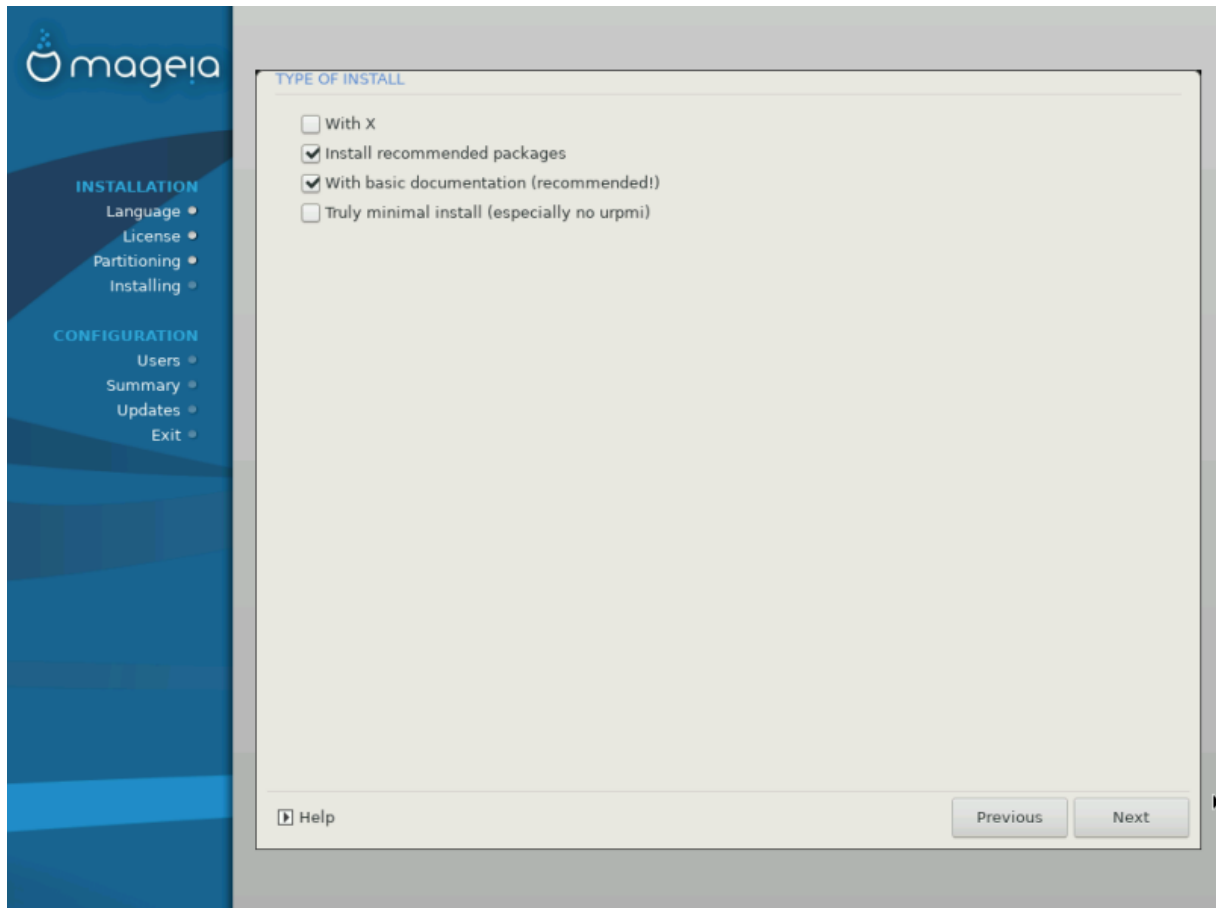 mageia
INSTALLATION
Language
License
Partitioning
Installing
CONFIGURATION
Users
Summary
Updates
Exit
TYPE OF INSTALL
With X
Install recommended packages
With basic documentation (recommended!)
Truly minimal install (especially no urpmi)
Help
Previous
Next